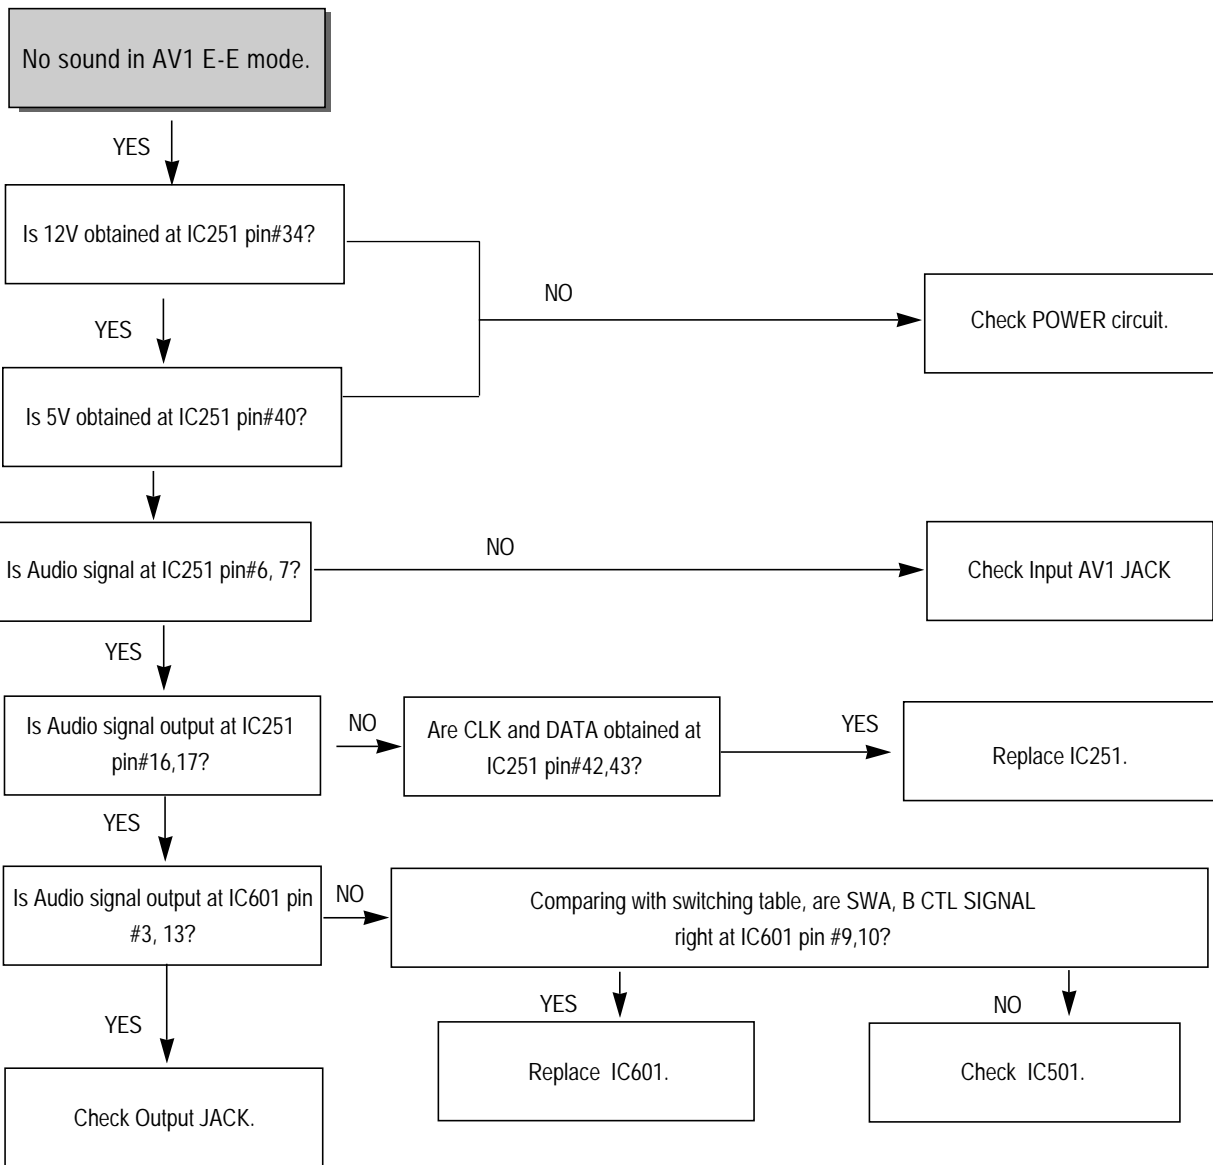 No sound in AV1 E-E mode.
YES
Is 12V obtained at IC251 pin#34?
NO
Check POWER circuit.
YES
Is 5V obtained at IC251 pin#40?
Is Audio signal at IC251 pin#6, 7?
NO
Check Input AV1 JACK
YES
Is Audio signal output at IC251
pin#16,17?
NO
Are CLK and DATA obtained at
IC251 pin#42,43?
YES
Replace IC251.
YES
Is Audio signal output at IC601 pin
#3, 13?
NO
Comparing with switching table, are SWA, B CTL SIGNAL
right at IC601 pin #9,10?
YES
NO
YES
Replace IC601.
Check IC501.
Check Output JACK.